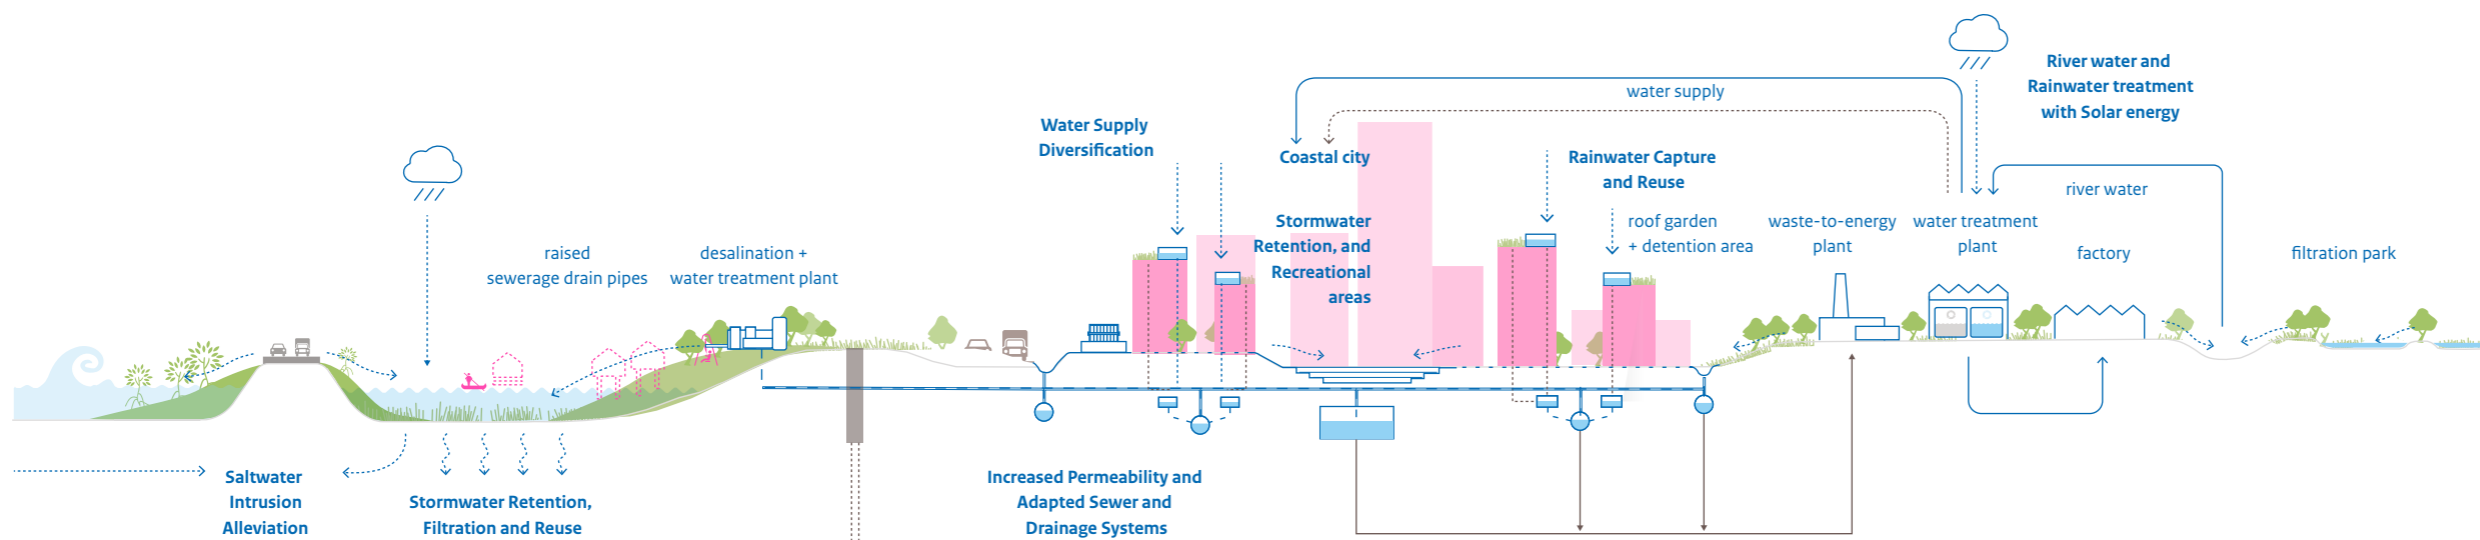 raised
sewerage drain pipes
desalination +
water treatment plant
Saltwater
Intrusion
Alleviation
Stormwater Retention,
Filtration and Reuse
Water Supply
Diversification
Increased Permeability and
Adapted Sewer and
Drainage Systems
Coastal city
Stormwater
Retention, and
Recreational
areas
water supply
Rainwater Capture
and Reuse
roof garden
+ detention area
waste-to-energy
plant
water treatment
plant
River water and
Rainwater treatment
with Solar energy
river water
factory
filtration park